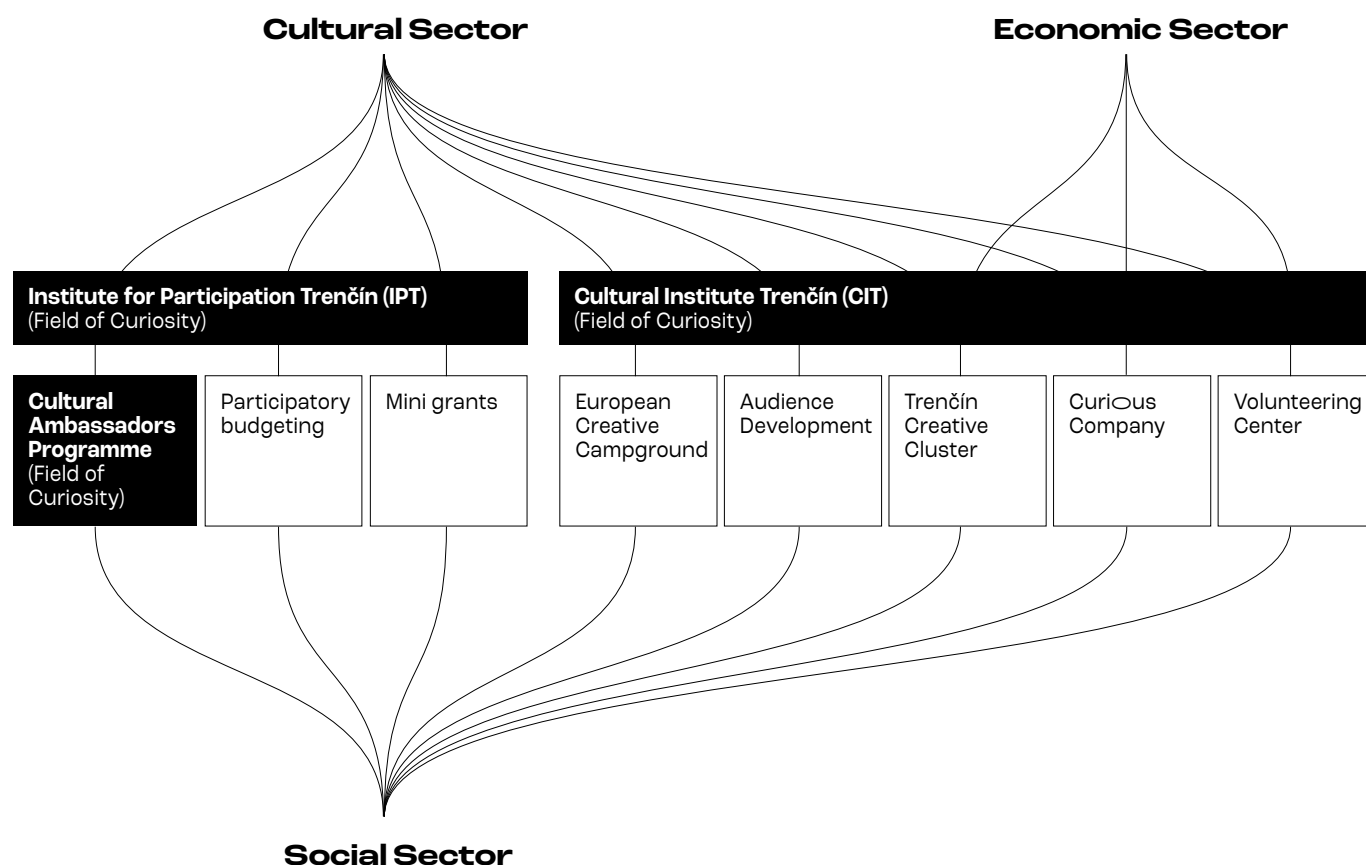 Cultural Sector
Economic Sector
Institute for Participation Trenčín (IPT)
(Field of Curiosity)
Cultural Institute Trenčín (CIT)
(Field of Curiosity)
Cultural
Ambassadors
Programme
(Field of
Curiosity)
Participatory
budgeting
Mini grants
European
Creative
Campground
Audience
Development
Trenčín
Creative
Cluster
Curious
Company
Volunteering
Center
Social Sector